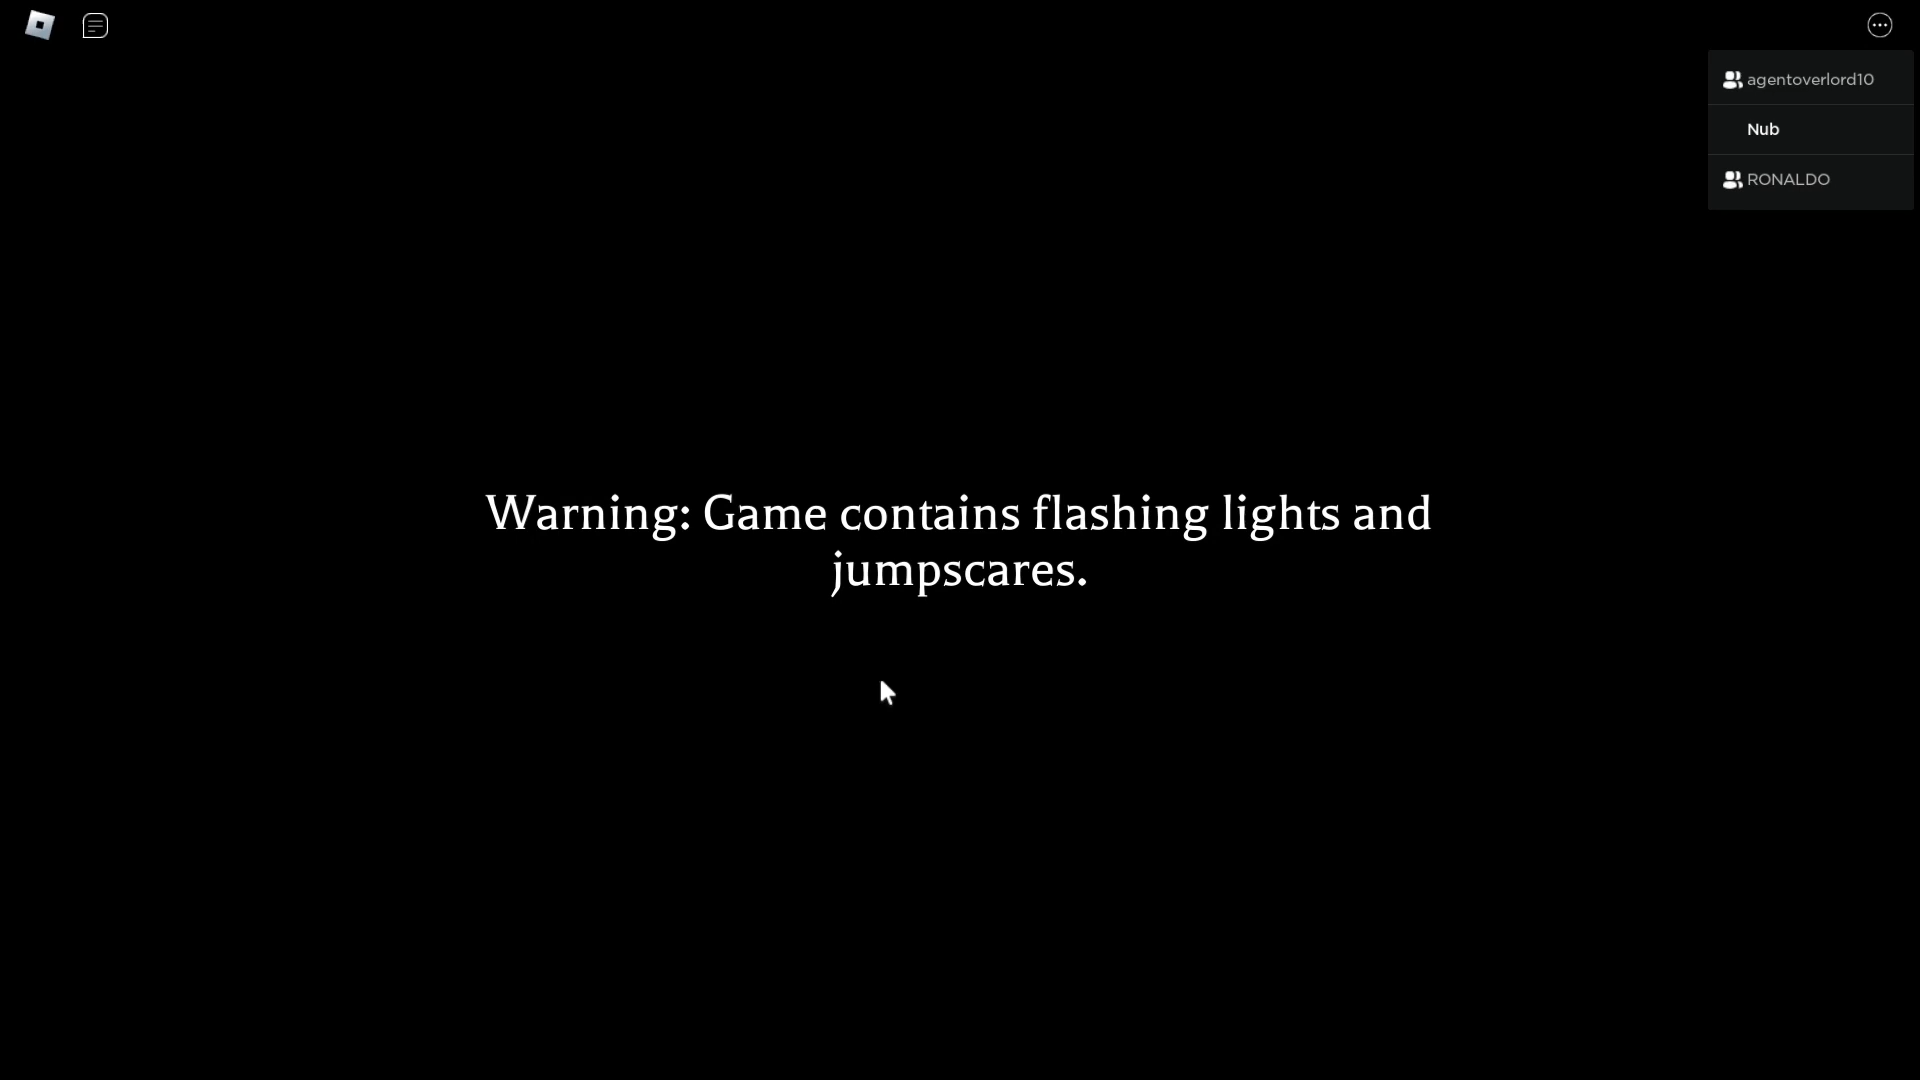 agentoverlord10
Nub
RONALDO
Warning: Game contains flashing lights and
jumpscares.